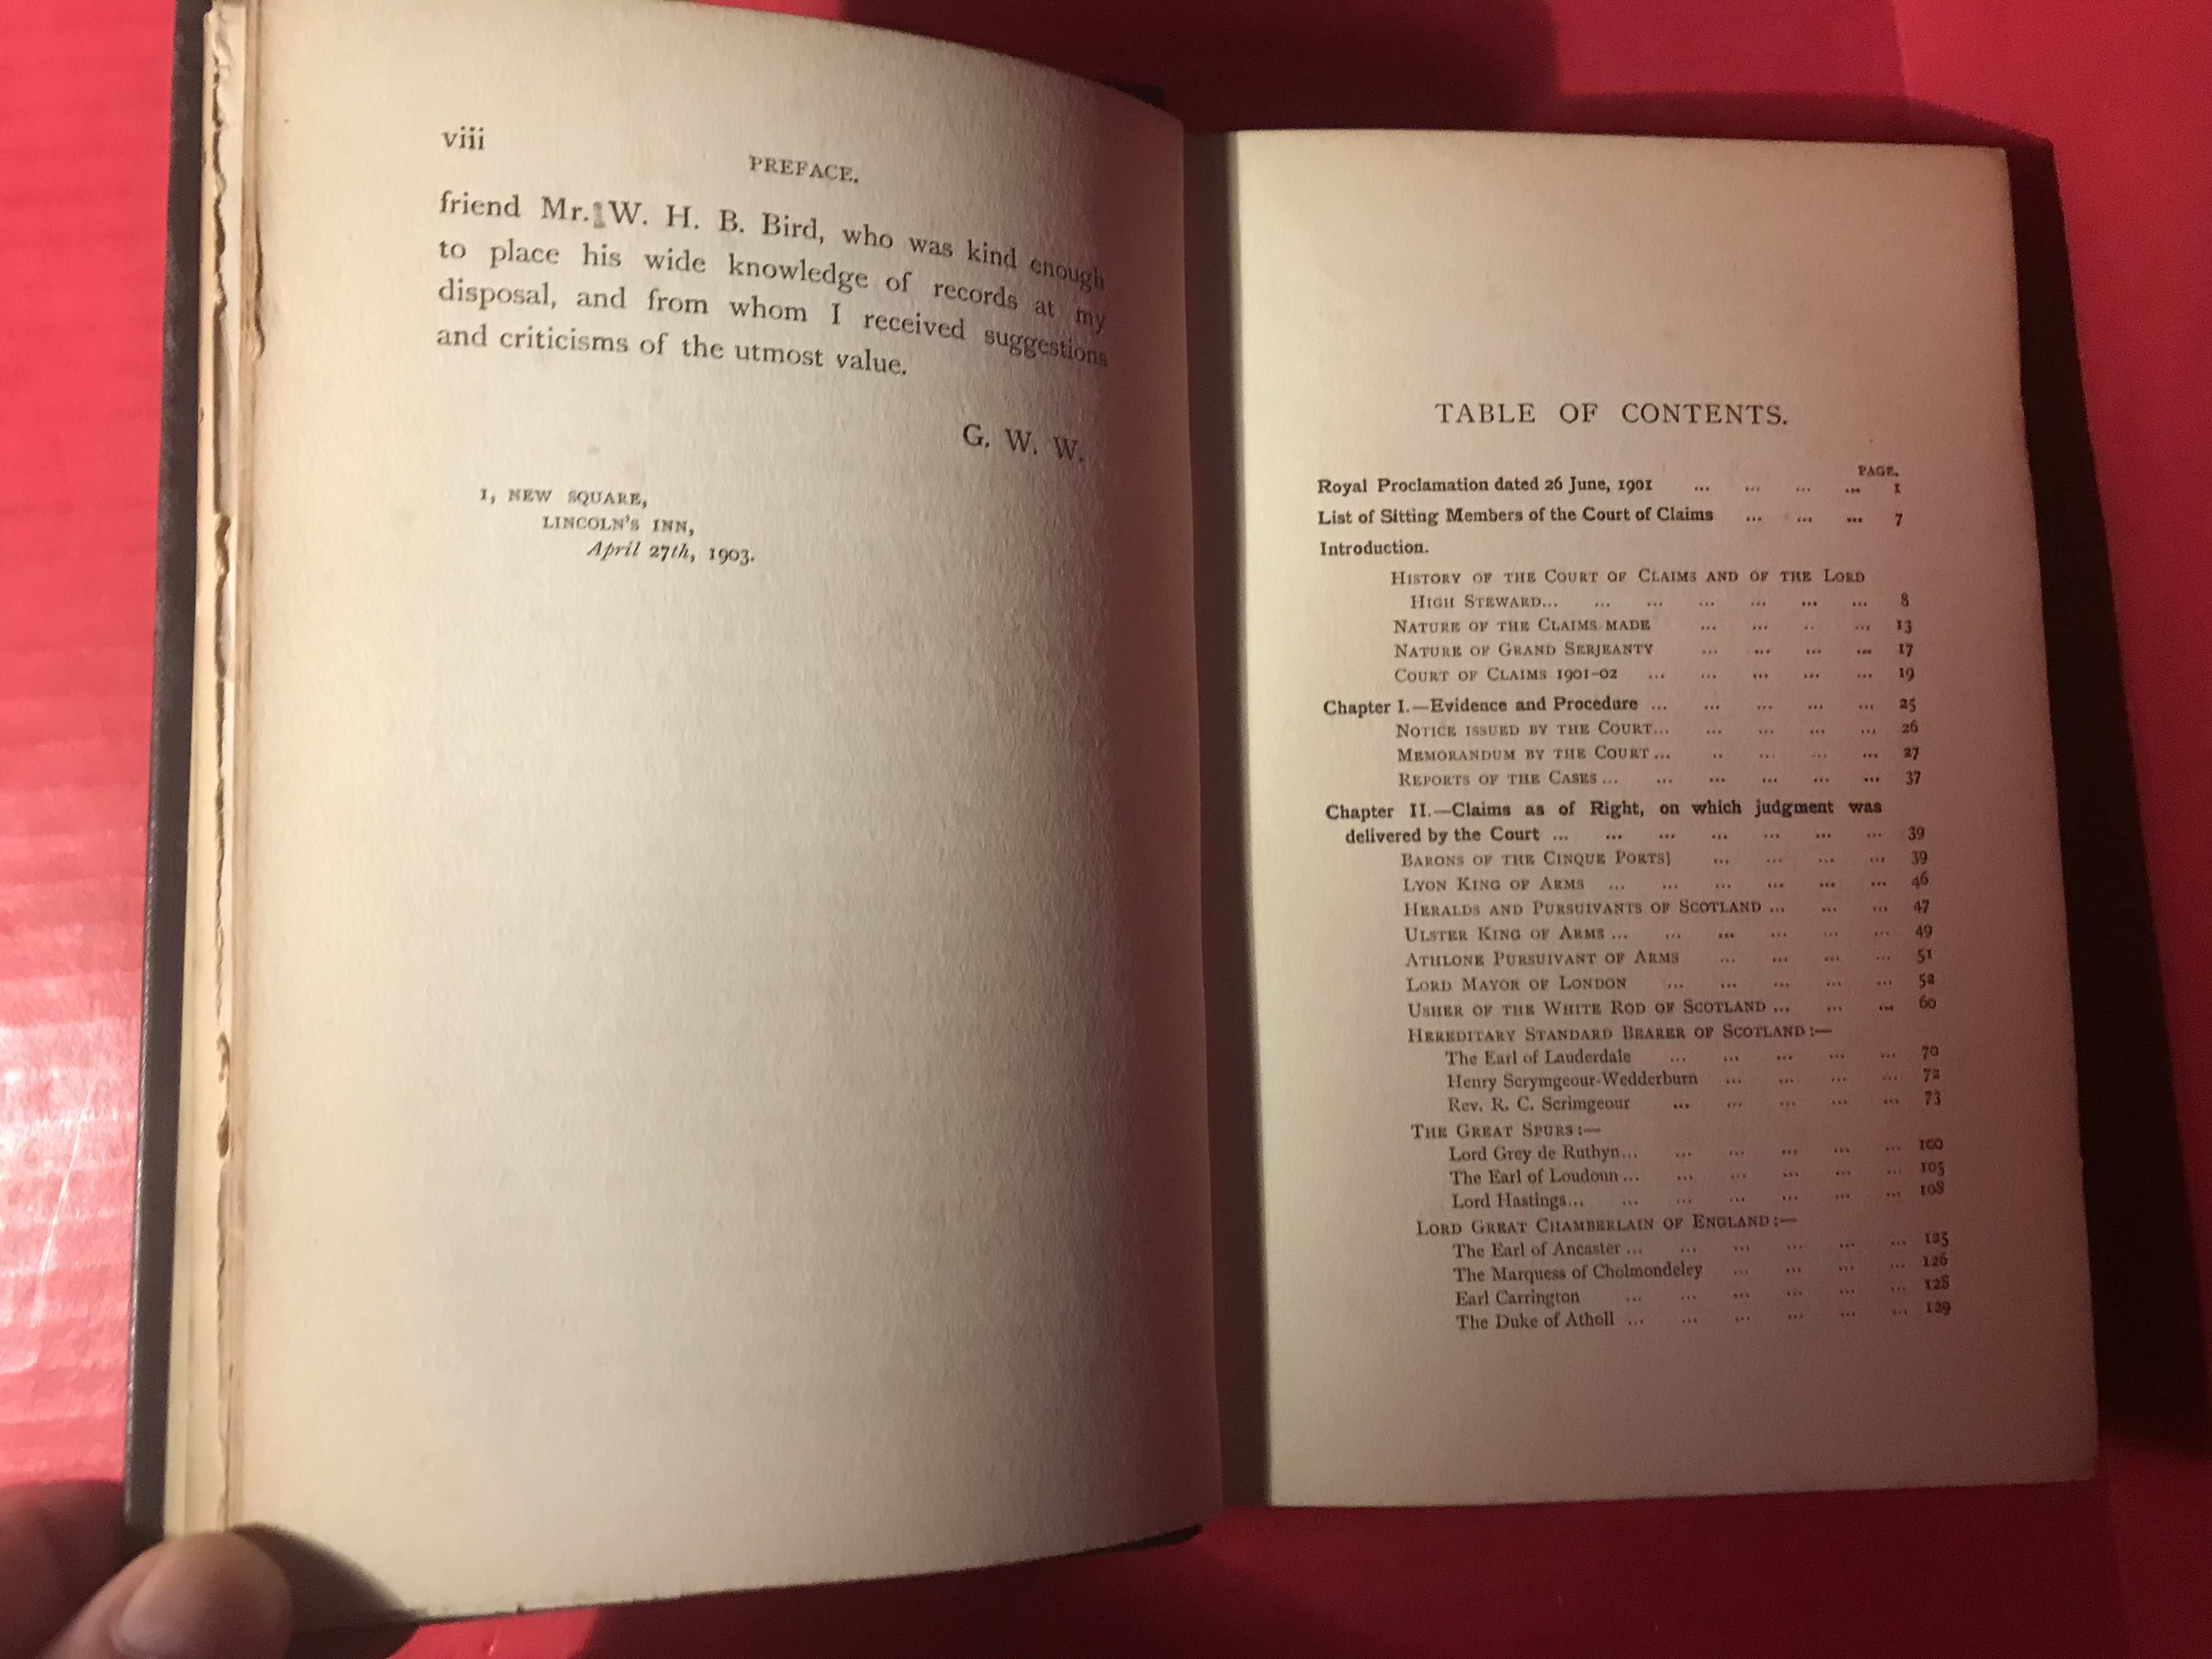 viii
PREFACE.
friend Mr. W. H. B. Bird, who was kind enough
to place his wide knowledge of records at my
disposal, and from whom I received suggestions
and criticisms of the utmost value.
G. W. W.
1, NEW SQUARE,
LINCOLN'S INN,
April 27th, 1903.
TABLE OF CONTENTS.
PAGE.
Royal Proclamation dated 26 June, 1901 ... ... ... ... 1
List of Sitting Members of the Court of Claims ... ... ... 7
Introduction.
HISTORY OF THE COURT OF CLAIMS AND OF THE LORD
HIGH STEWARD... ... ... ... ... ... ... 8
NATURE OF THE CLAIMS MADE ... ... .. ... 13
NATURE OF GRAND SERJEANTY ... ... ... ... 17
COURT OF CLAIMS 1901-02 ... ... ... ... ... 19
Chapter I.—Evidence and Procedure ... ... ... ... ... 25
NOTICE ISSUED BY THE COURT... ... ... ... ... 26
MEMORANDUM BY THE COURT ... .. ... ... ... 27
REPORTS OF THE CASES ... ... ... ... ... ... 37
Chapter II.—Claims as of Right, on which judgment was
delivered by the Court ... ... ... ... ... ... ... 39
BARONS OF THE CINQUE PORTS] ... ... ... ... 39
LYON KING OF ARMS ... ... ... ... ... ... 46
HERALDS AND PURSUIVANTS OF SCOTLAND ... ... ... 47
ULSTER KING OF ARMS ... ... ... ... ... ... 49
ATHLONE PURSUIVANT OF ARMS ... ... ... ... 51
LORD MAYOR OF LONDON ... ... ... ... ... 52
USHER OF THE WHITE ROD OF SCOTLAND ... ... ... 60
HEREDITARY STANDARD BEARER OF SCOTLAND:—
The Earl of Lauderdale ... ... ... ... ... 70
Henry Scrymgeour-Wedderburn ... ... ... ... 72
Rev. R. C. Scrimgeour ... ... ... ... ... 73
THE GREAT SPURS:—
Lord Grey de Ruthyn... ... ... ... ... ... 100
The Earl of Loudoun ... ... ... ... ... ... 105
Lord Hastings... ... ... ... ... ... ... 108
LORD GREAT CHAMBERLAIN OF ENGLAND:—
The Earl of Ancaster ... ... ... ... ... ... 125
The Marquess of Cholmondeley ... ... ... ... 126
Earl Carrington ... ... ... ... ... ... 128
The Duke of Atholl ... ... ... ... ... ... 129